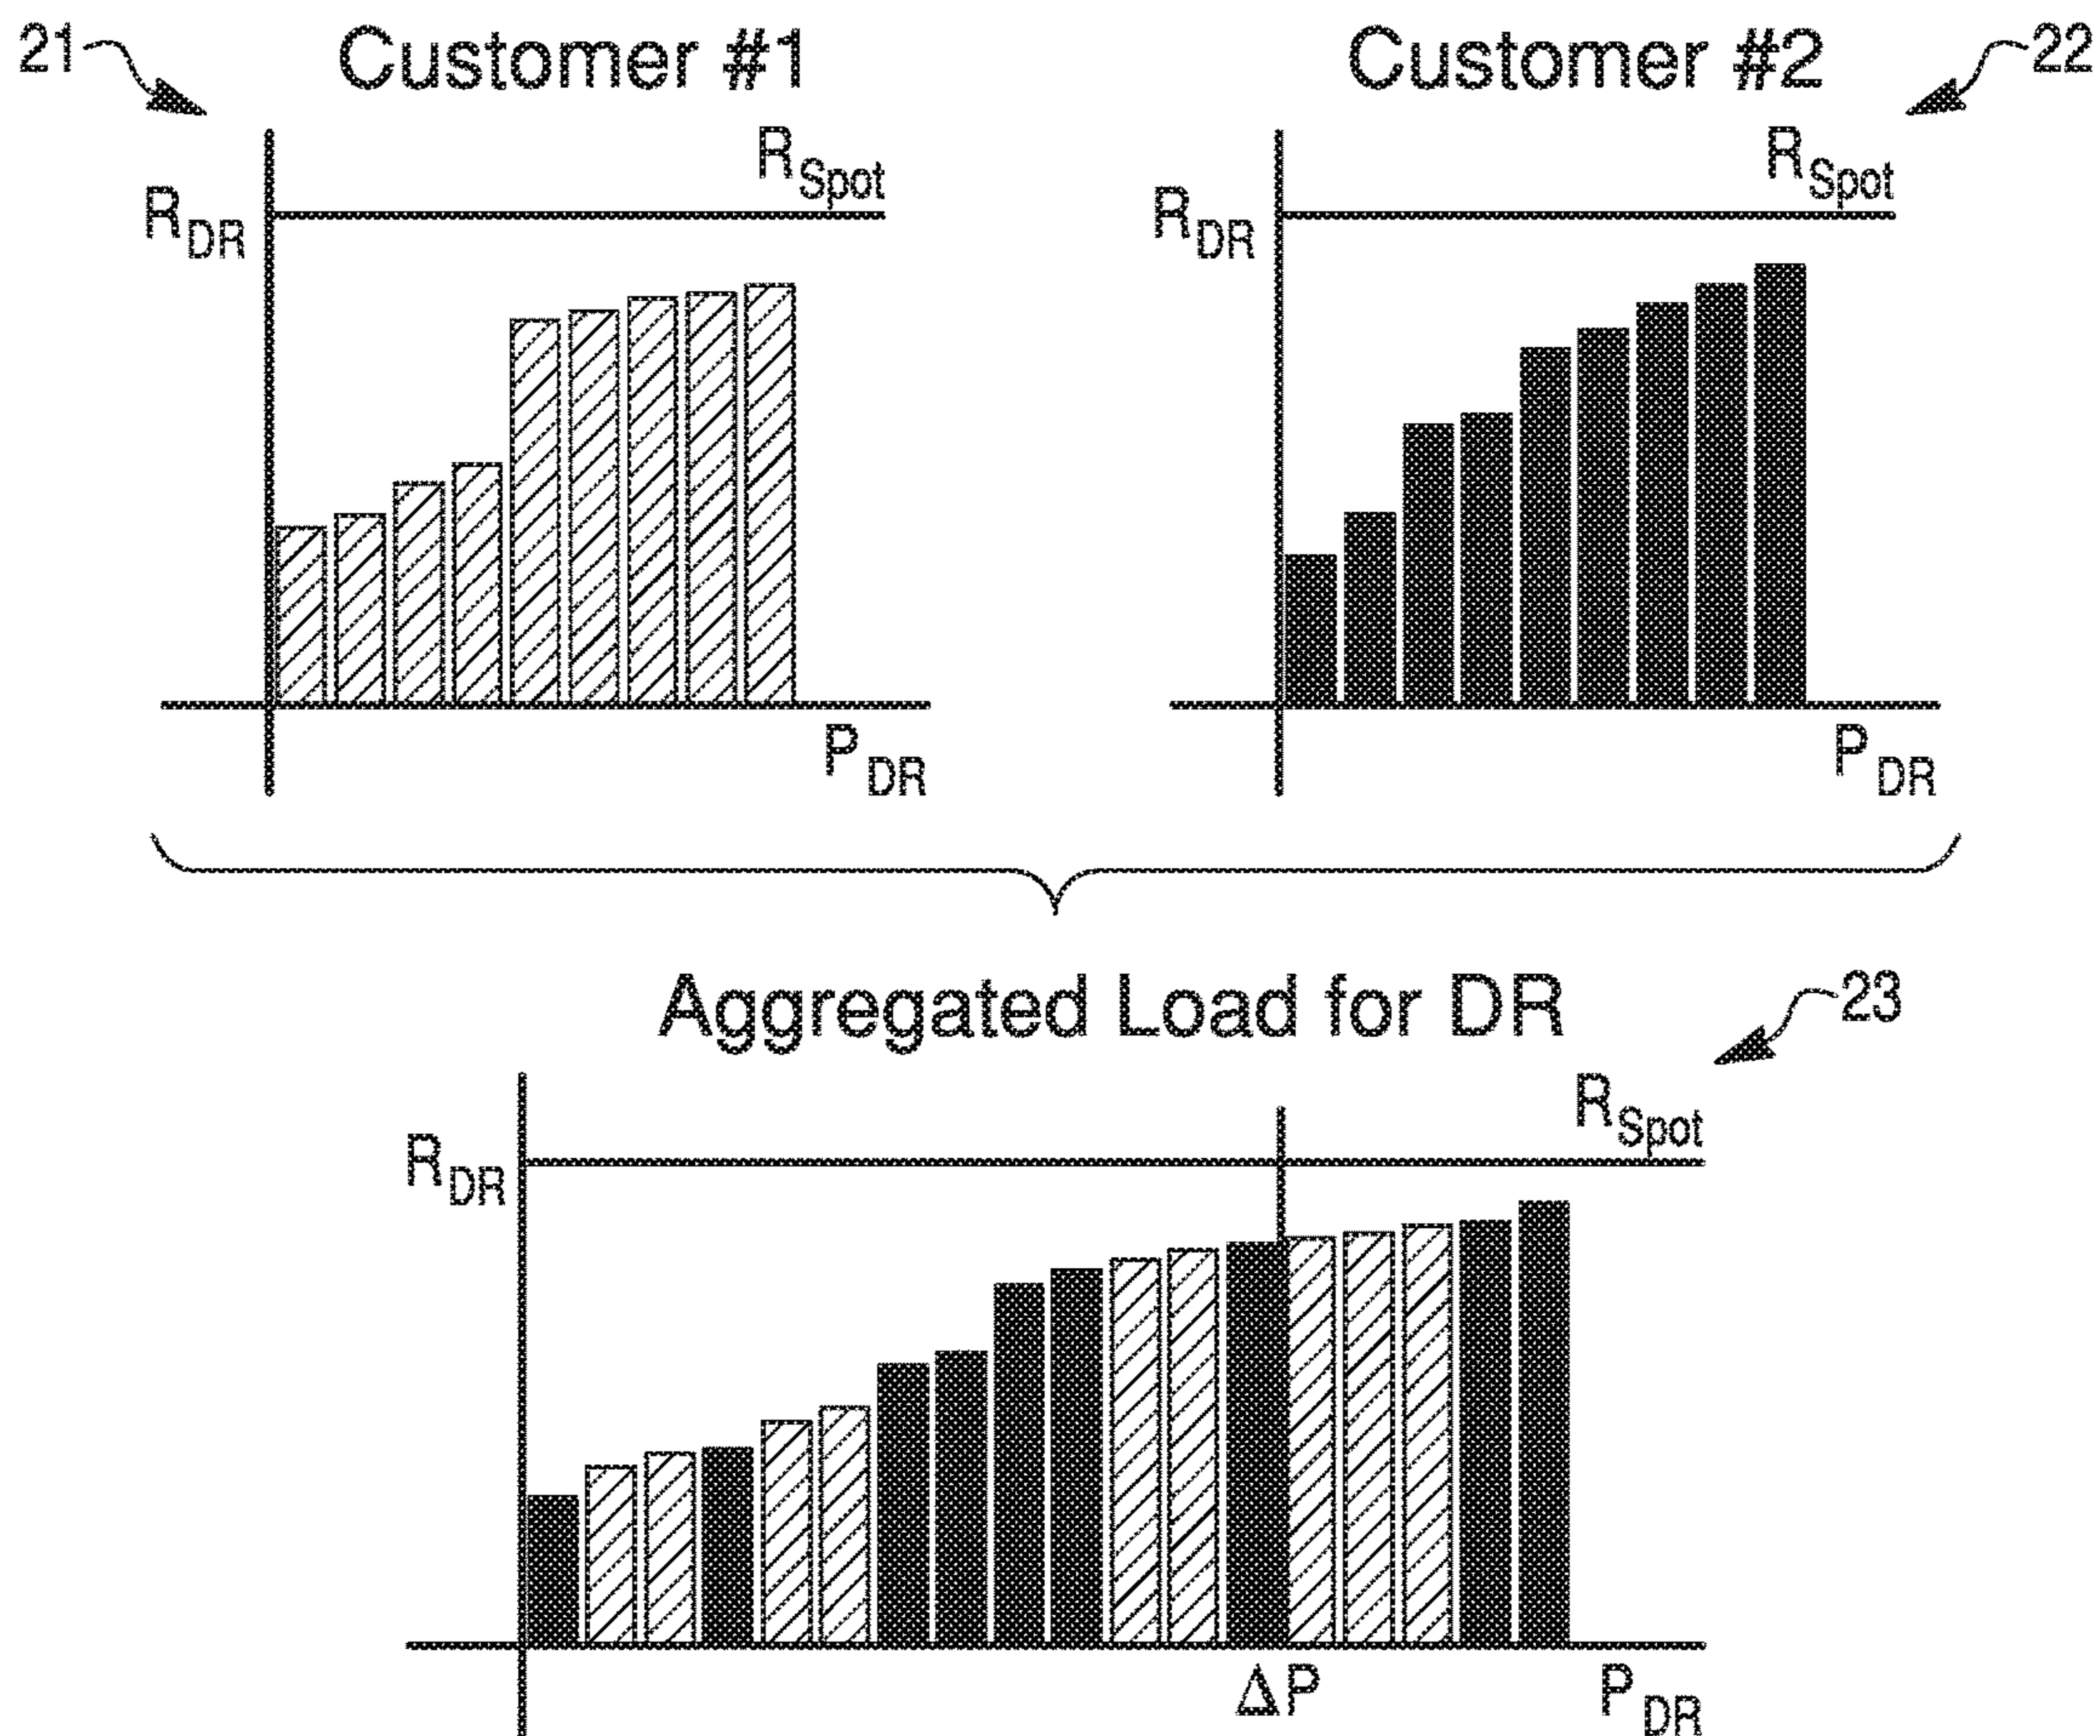 21
Customer #1
Customer #2
22
R_Spot
R_DR
R_Spot
R_DR
P_DR
P_DR
Aggregated Load for DR
23
R_Spot
R_DR
ΔP
P_DR